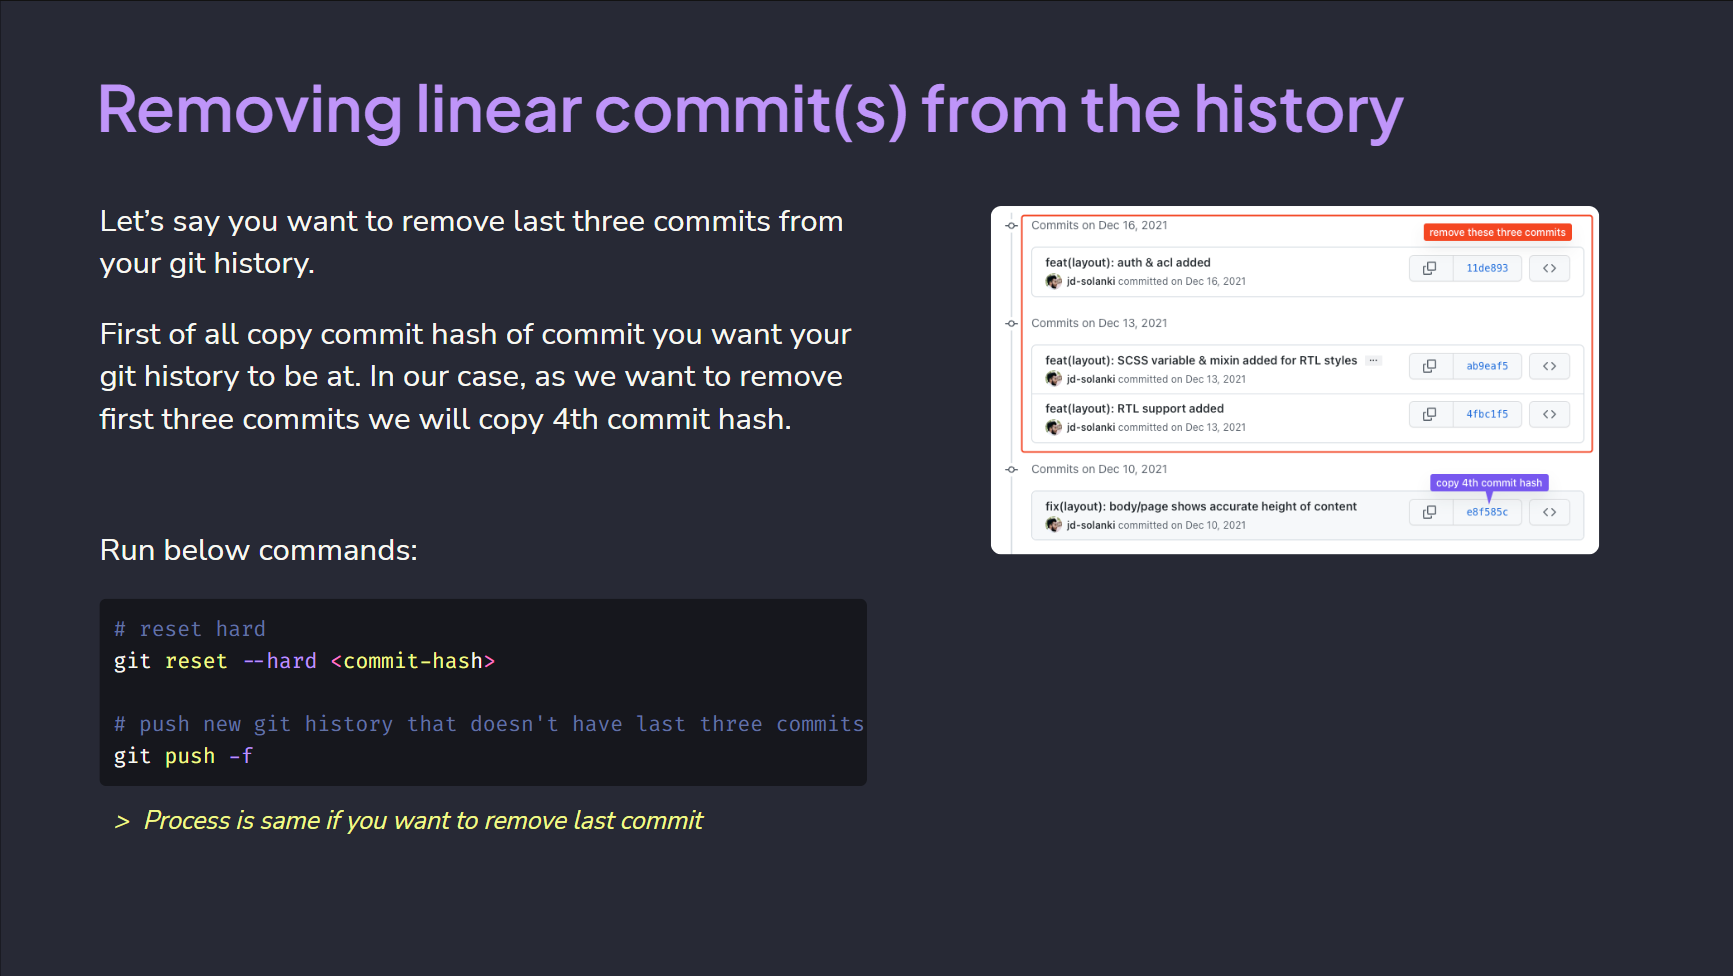 Removing linear commit(s) from the history
Let’s say you want to remove last three commits from
your git history.
First of all copy commit hash of commit you want your
git history to be at. In our case, as we want to remove
first three commits we will copy 4th commit hash.
Run below commands:
# reset hard
git reset --hard <commit-hash>
# push new git history that doesn't have last three commits
git push -f
> Process is same if you want to remove last commit
Commits on Dec 16, 2021
remove these three commits
feat(layout): auth & acl added
11de893
jd-solanki committed on Dec 16, 2021
Commits on Dec 13, 2021
feat(layout): SCSS variable & mixin added for RTL styles ...
ab9eaf5
jd-solanki committed on Dec 13, 2021
feat(layout): RTL support added
4fbc1f5
jd-solanki committed on Dec 13, 2021
Commits on Dec 10, 2021
copy 4th commit hash
fix(layout): body/page shows accurate height of content
e8f585c
jd-solanki committed on Dec 10, 2021